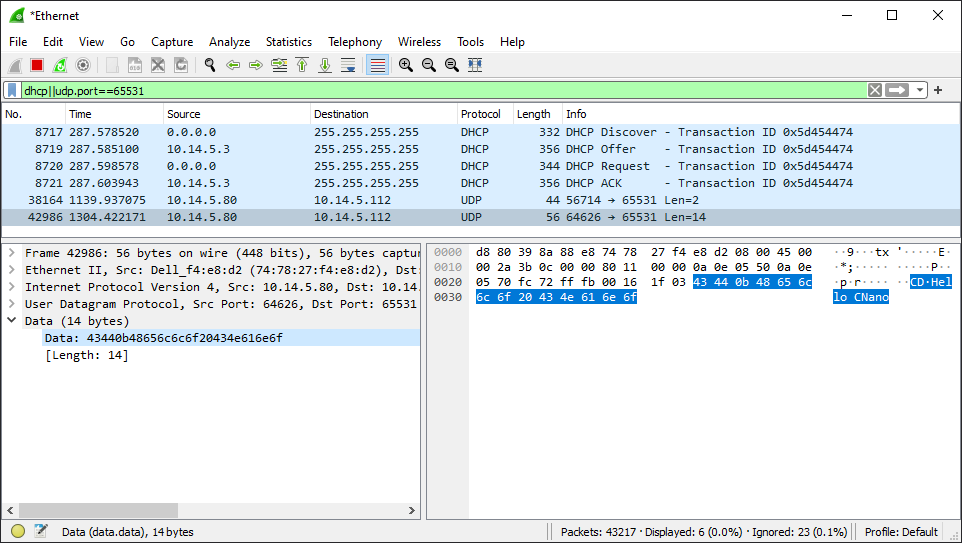 *Ethernet
File Edit View Go Capture Analyze Statistics Telephony Wireless Tools Help
dhcp||udp.port==65531
No. Time Source Destination Protocol Length Info
8717 287.578520 0.0.0.0 255.255.255.255 DHCP 332 DHCP Discover - Transaction ID 0x5d454474
8719 287.585100 10.14.5.3 255.255.255.255 DHCP 356 DHCP Offer - Transaction ID 0x5d454474
8720 287.598578 0.0.0.0 255.255.255.255 DHCP 344 DHCP Request - Transaction ID 0x5d454474
8721 287.603943 10.14.5.3 255.255.255.255 DHCP 356 DHCP ACK - Transaction ID 0x5d454474
38164 1139.937075 10.14.5.80 10.14.5.112 UDP 44 56714 → 65531 Len=2
42986 1304.422171 10.14.5.80 10.14.5.112 UDP 56 64626 → 65531 Len=14
Frame 42986: 56 bytes on wire (448 bits), 56 bytes captur
Ethernet II, Src: Dell_f4:e8:d2 (74:78:27:f4:e8:d2), Dst:
Internet Protocol Version 4, Src: 10.14.5.80, Dst: 10.14.
User Datagram Protocol, Src Port: 64626, Dst Port: 65531
Data (14 bytes)
Data: 43440b48656c6c6f20434e616e6f
[Length: 14]
0000 d8 80 39 8a 88 e8 74 78 27 f4 e8 d2 08 00 45 00 ··9···tx '·····E·
0010 00 2a 3b 0c 00 00 80 11 00 00 0a 0e 05 50 0a 0e ·*;····· ·····P··
0020 05 70 fc 72 ff fb 00 16 1f 03 43 44 0b 48 65 6c ·p·r···· ··CD·Hel
0030 6c 6f 20 43 4e 61 6e 6f lo CNano
Data (data.data), 14 bytes
Packets: 43217 · Displayed: 6 (0.0%) · Ignored: 23 (0.1%)
Profile: Default